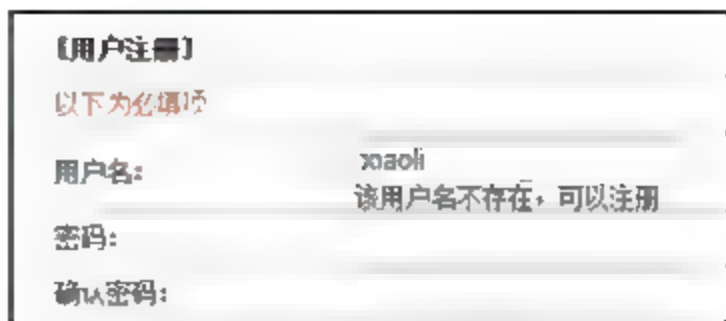 【用户注册】
以下为必填项
用户名:
xiaoli
该用户名不存在，可以注册
密码:
确认密码: